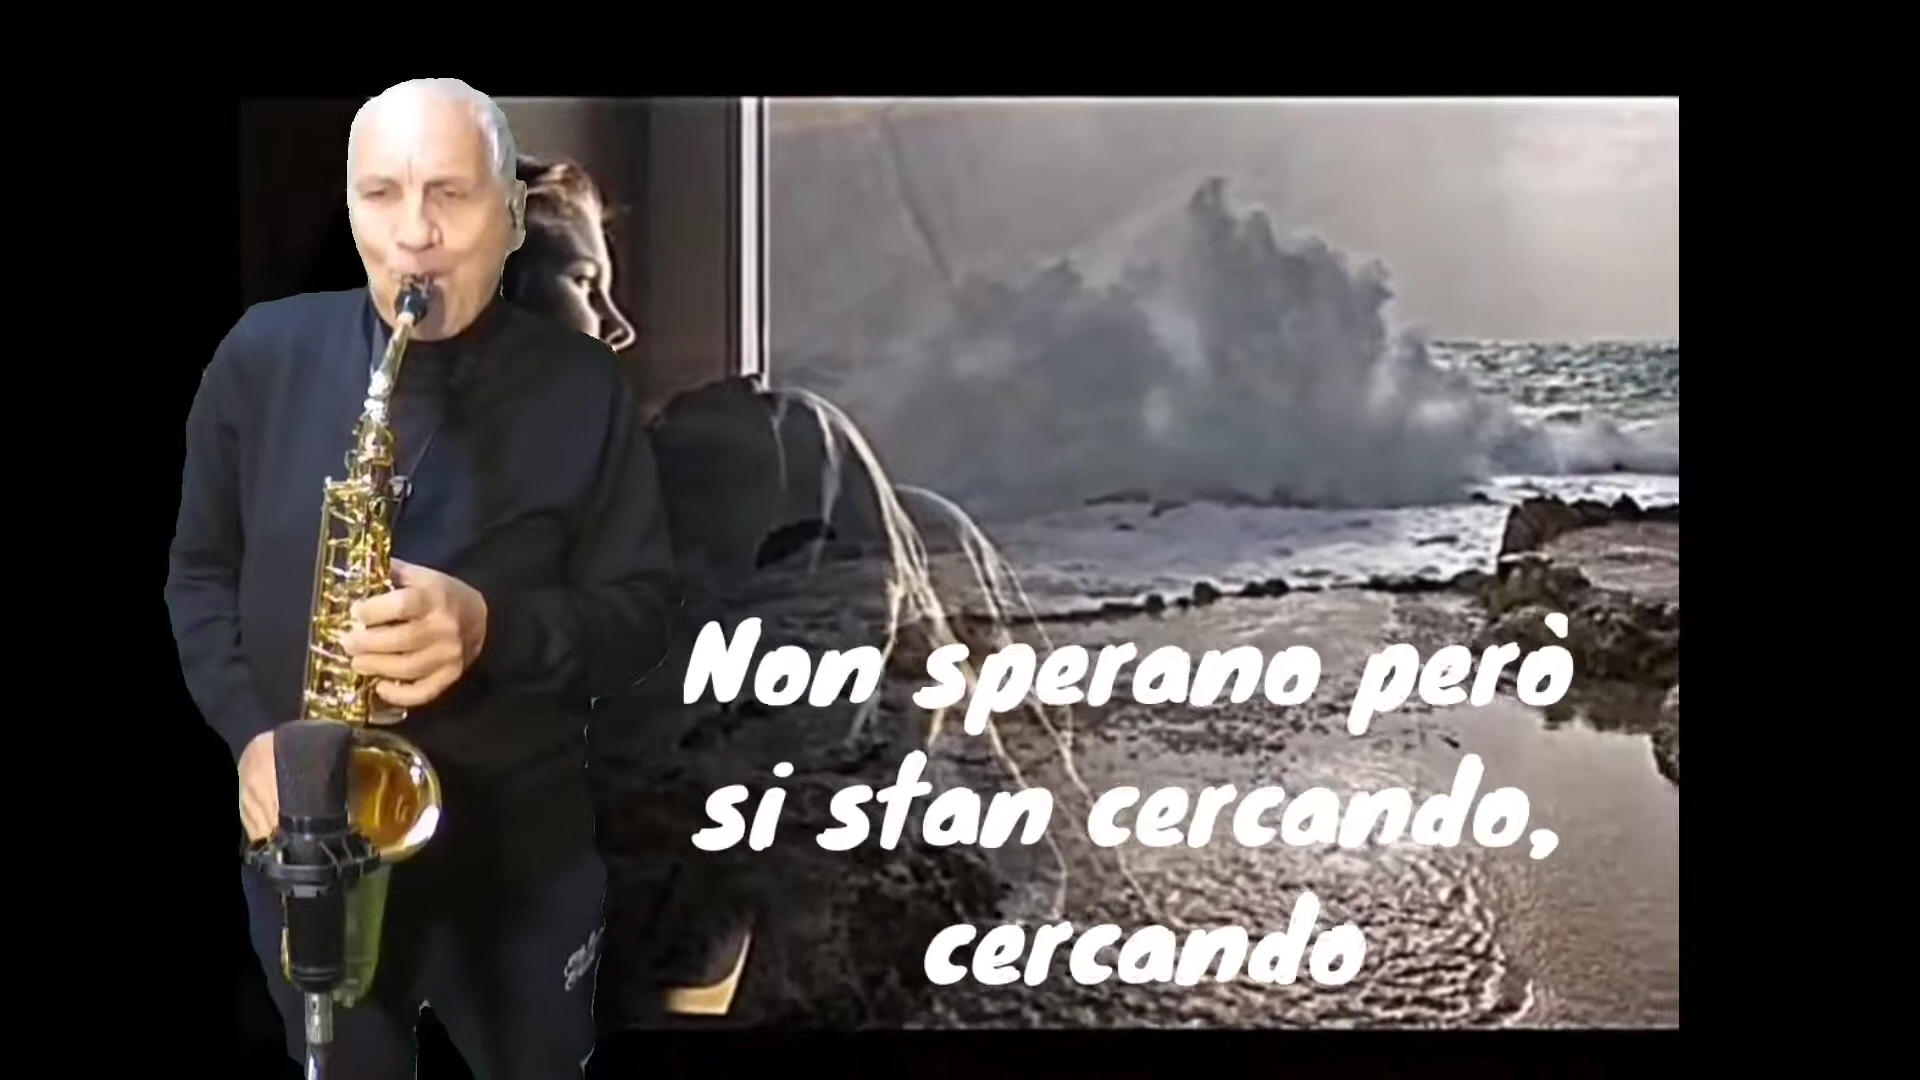 Non sperano però
si stan cercando,
cercando